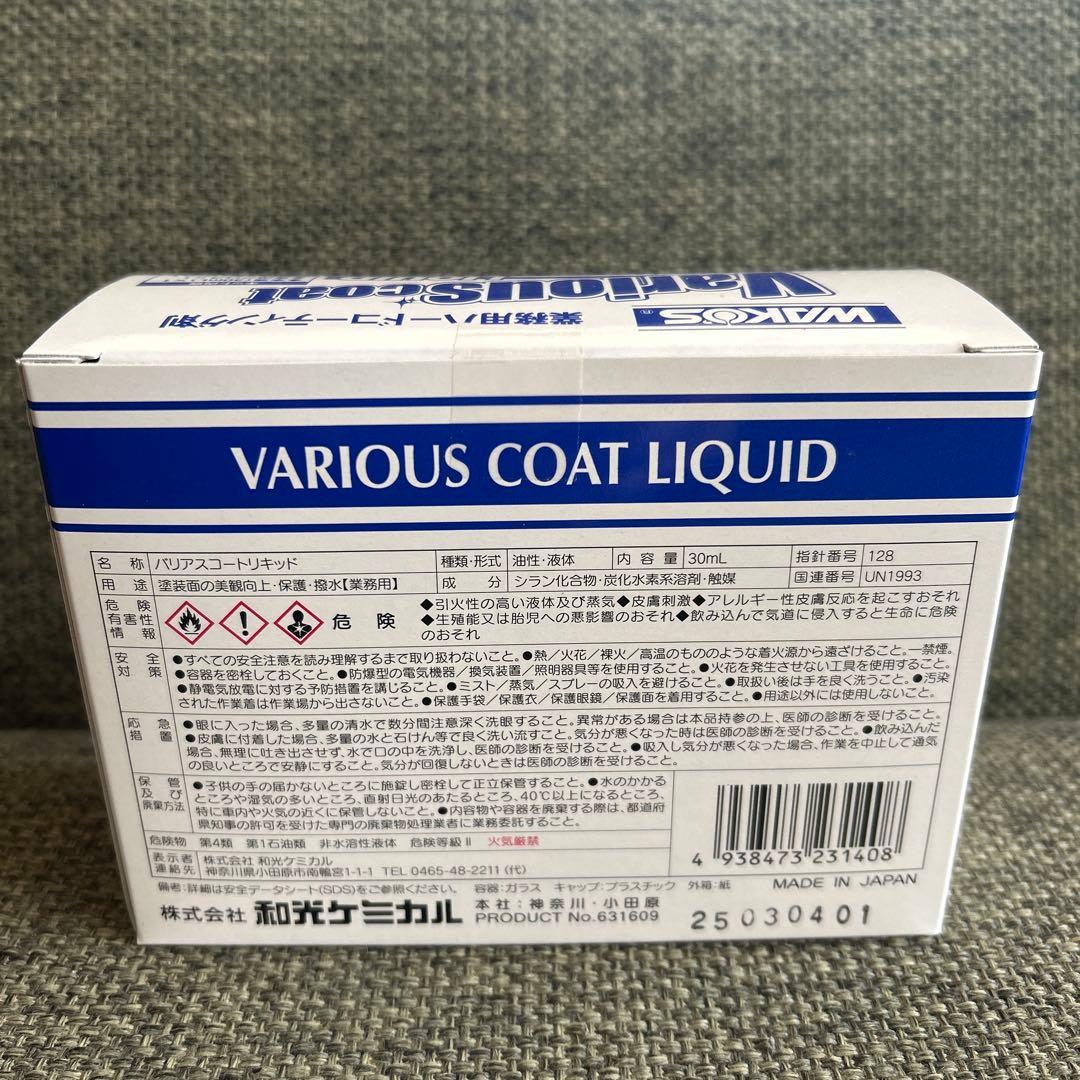 WAKO'S®
VariouScoat
業務用ハードコーティング剤
VARIOUS COAT LIQUID
名称 バリアスコートリキッド 種類・形式 油性・液体 内容量 30mL 指針番号 128
用途 塗装面の美観向上・保護・撥水【業務用】 成分 シラン化合物・炭化水素系溶剤・触媒 国連番号 UN1993
危険有害性情報 危険 ◆引火性の高い液体及び蒸気◆皮膚刺激◆アレルギー性皮膚反応を起こすおそれ
◆生殖能又は胎児への悪影響のおそれ◆飲み込んで気道に侵入すると生命に危険
のおそれ
安全対策 ●すべての安全注意を読み理解するまで取り扱わないこと。●熱/火花/裸火/高温のもののような着火源から遠ざけること。一禁煙。
●容器を密栓しておくこと。●防爆型の電気機器/換気装置/照明器具等を使用すること。●火花を発生させない工具を使用すること。
●静電気放電に対する予防措置を講じること。●ミスト/蒸気/スプレーの吸入を避けること。●取扱い後は手を良く洗うこと。●汚染
された作業着は作業場から出さないこと。●保護手袋/保護衣/保護眼鏡/保護面を着用すること。●用途以外には使用しないこと。
応急措置 ●眼に入った場合、多量の清水で数分間注意深く洗眼すること。異常がある場合は本品持参の上、医師の診断を受けること。
●皮膚に付着した場合、多量の水と石けん等で良く洗い流すこと。気分が悪くなった時は医師の診断を受けること。●飲み込んだ
場合、無理に吐き出させず、水で口の中を洗浄し、医師の診断を受けること。●吸入し気分が悪くなった場合、作業を中止して通気
の良いところで安静にすること。気分が回復しないときは医師の診断を受けること。
保管及び廃棄方法 ●子供の手の届かないところに施錠し密栓して正立保管すること。●水のかかる
ところや湿気の多いところ、直射日光のあたるところ、40℃以上になるところ、
特に車内や火気の近くに保管しないこと。●内容物や容器を廃棄する際は、都道府
県知事の許可を受けた専門の廃棄物処理業者に業務委託すること。
危険物 第4類 第1石油類 非水溶性液体 危険等級Ⅱ 火気厳禁
表示者連絡先 株式会社 和光ケミカル
神奈川県小田原市南鴨宮1-1-1 TEL 0465-48-2211(代)
4 938473 231408
備考:詳細は安全データシート(SDS)をご参照ください。 容器:ガラス キャップ:プラスチック 外箱:紙 MADE IN JAPAN
株式会社 和光ケミカル 本社:神奈川・小田原
PRODUCT No.631609
25030401